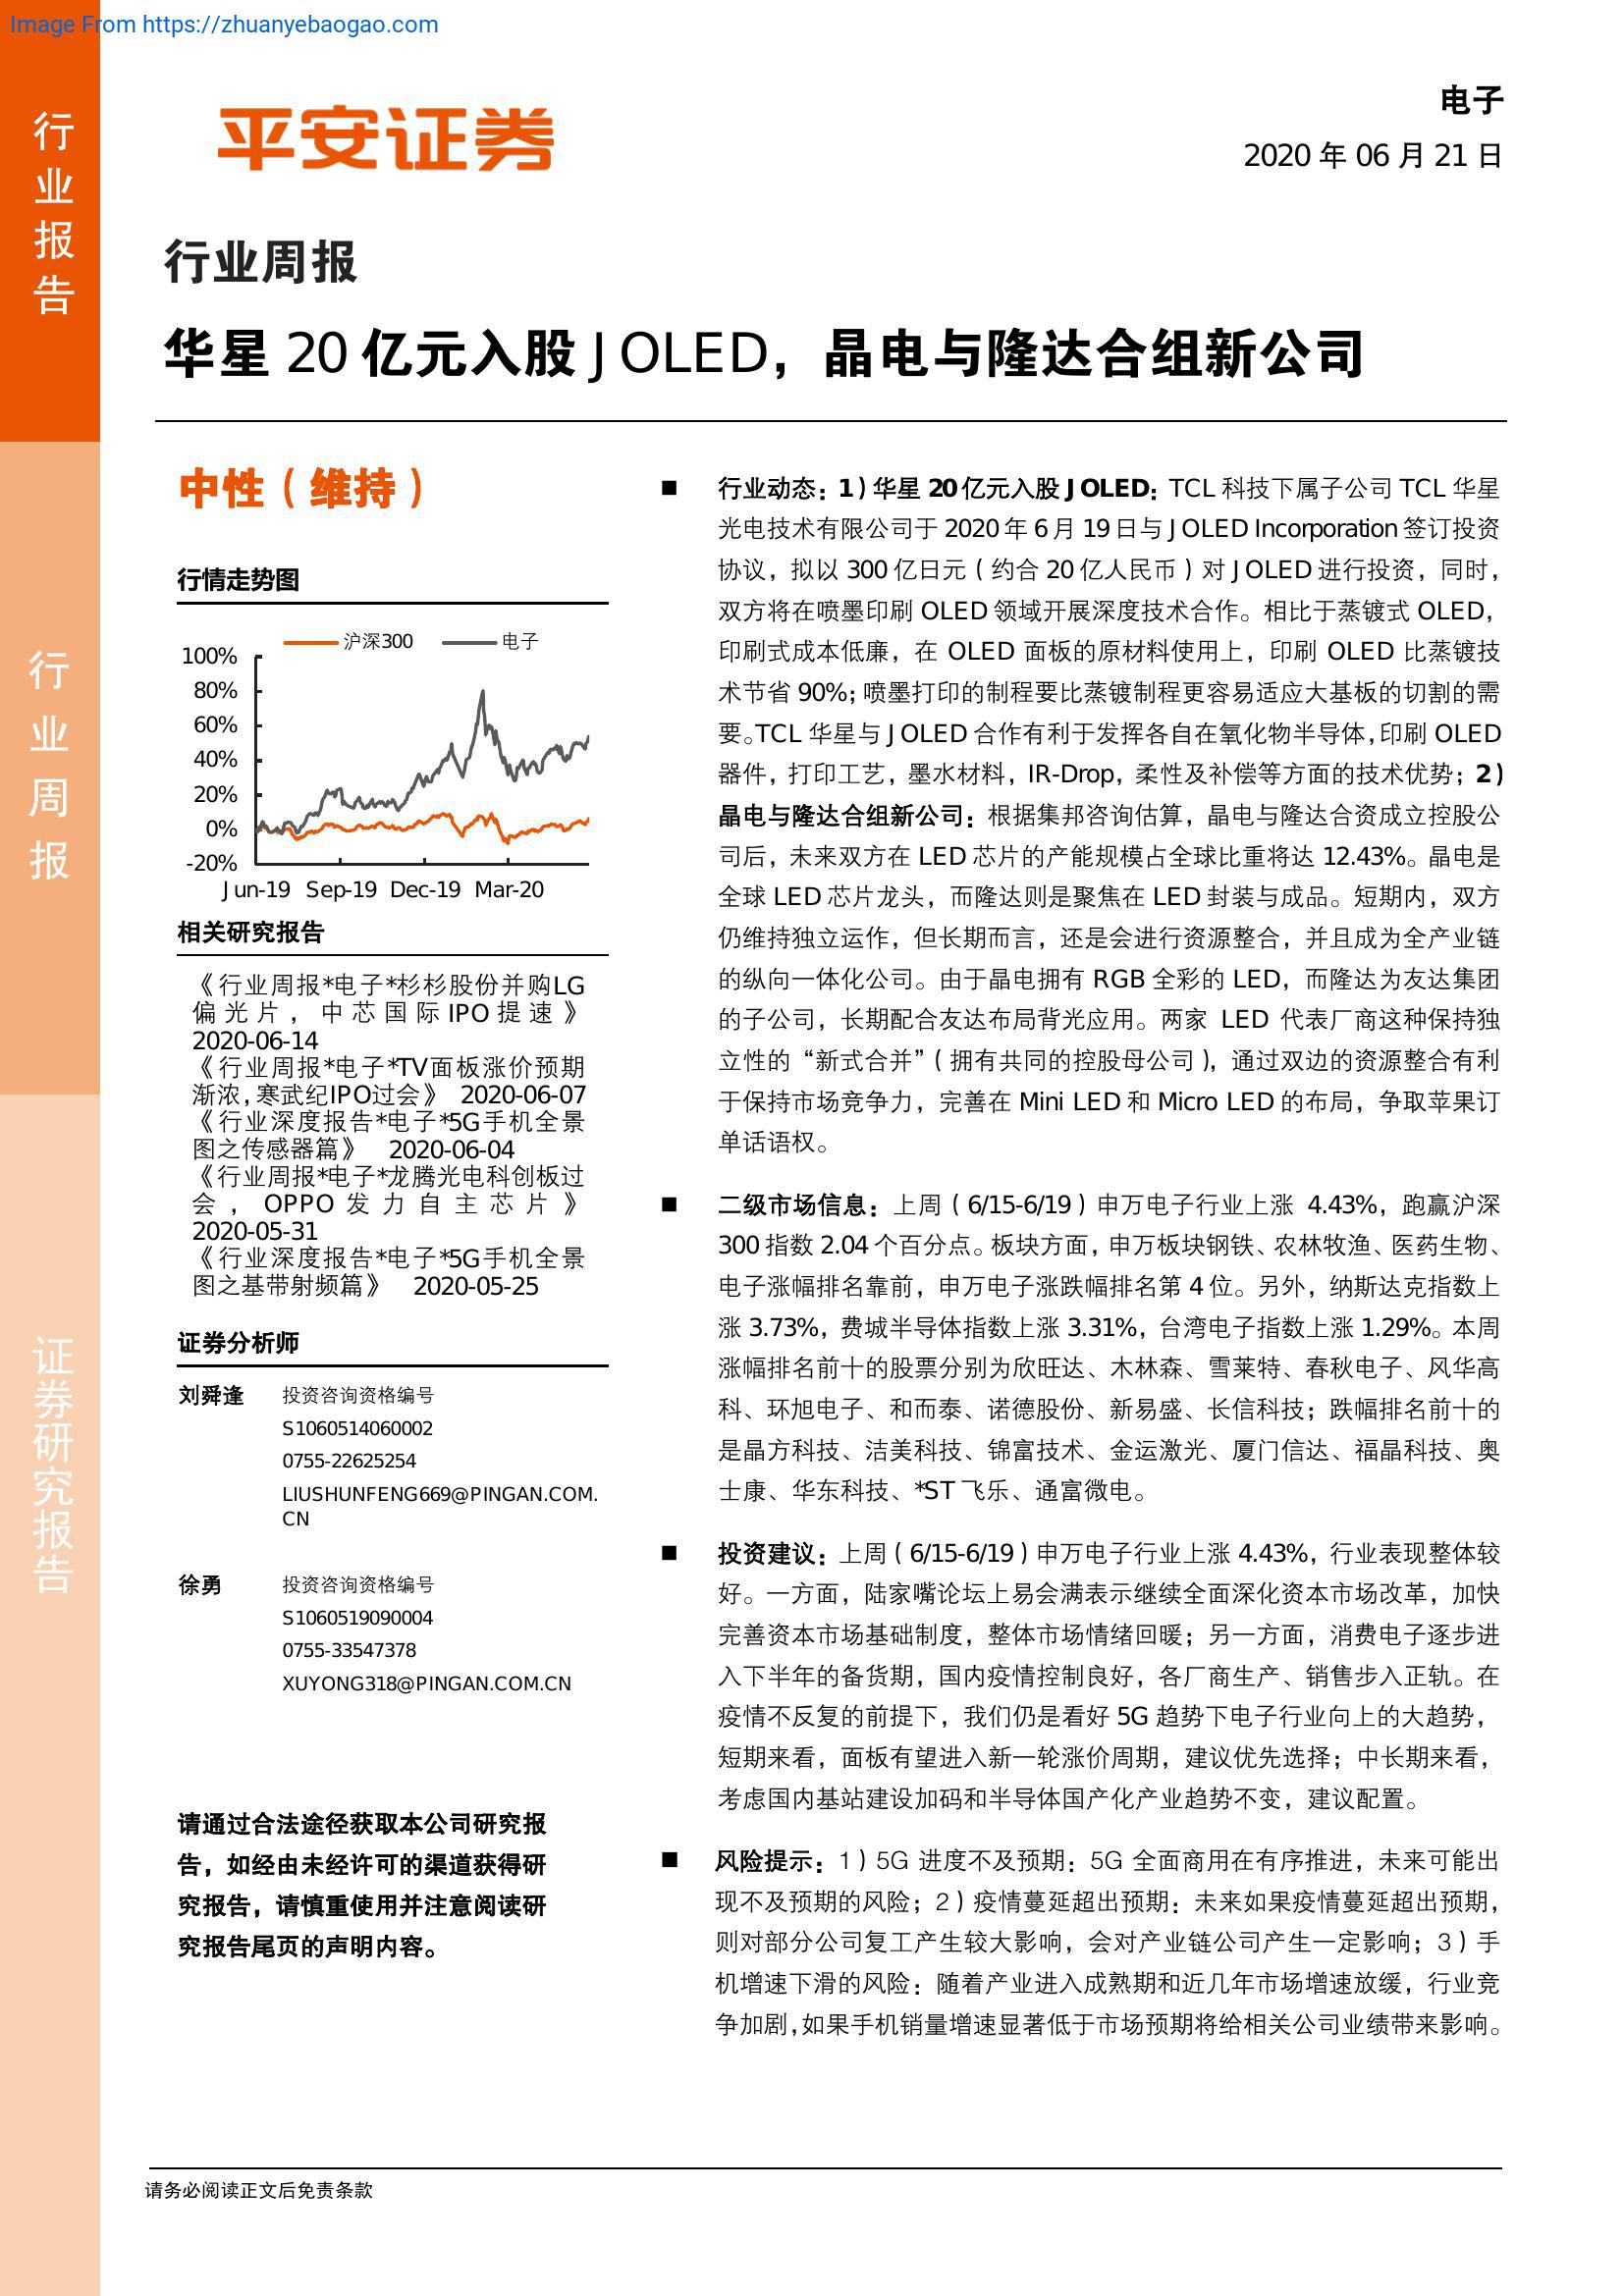 Image From https://zhuanyebaogao.com
行业报告
行业周报
证券研究报告
平安证券
电子
2020 年 06 月 21 日
行业周报
华星 20 亿元入股 JOLED，晶电与隆达合组新公司
中性（维持）
行情走势图
沪深300 电子
100%
80%
60%
40%
20%
0%
-20%
Jun-19 Sep-19 Dec-19 Mar-20
相关研究报告
《行业周报*电子*杉杉股份并购LG
偏光片，中芯国际IPO提速》
2020-06-14
《行业周报*电子*TV面板涨价预期
渐浓，寒武纪IPO过会》 2020-06-07
《行业深度报告*电子*5G手机全景
图之传感器篇》 2020-06-04
《行业周报*电子*龙腾光电科创板过
会，OPPO发力自主芯片》
2020-05-31
《行业深度报告*电子*5G手机全景
图之基带射频篇》 2020-05-25
证券分析师
刘舜逢 投资咨询资格编号
S1060514060002
0755-22625254
LIUSHUNFENG669@PINGAN.COM.
CN
徐勇 投资咨询资格编号
S1060519090004
0755-33547378
XUYONG318@PINGAN.COM.CN
请通过合法途径获取本公司研究报
告，如经由未经许可的渠道获得研
究报告，请慎重使用并注意阅读研
究报告尾页的声明内容。
■ 行业动态：1）华星 20 亿元入股 JOLED：TCL 科技下属子公司 TCL 华星
光电技术有限公司于 2020 年 6 月 19 日与 JOLED Incorporation 签订投资
协议，拟以 300 亿日元（约合 20 亿人民币）对 JOLED 进行投资，同时，
双方将在喷墨印刷 OLED 领域开展深度技术合作。相比于蒸镀式 OLED，
印刷式成本低廉，在 OLED 面板的原材料使用上，印刷 OLED 比蒸镀技
术节省 90%；喷墨打印的制程要比蒸镀制程更容易适应大基板的切割的需
要。TCL 华星与 JOLED 合作有利于发挥各自在氧化物半导体，印刷 OLED
器件，打印工艺，墨水材料，IR-Drop，柔性及补偿等方面的技术优势；2）
晶电与隆达合组新公司：根据集邦咨询估算，晶电与隆达合资成立控股公
司后，未来双方在 LED 芯片的产能规模占全球比重将达 12.43%。晶电是
全球 LED 芯片龙头，而隆达则是聚焦在 LED 封装与成品。短期内，双方
仍维持独立运作，但长期而言，还是会进行资源整合，并且成为全产业链
的纵向一体化公司。由于晶电拥有 RGB 全彩的 LED，而隆达为友达集团
的子公司，长期配合友达布局背光应用。两家 LED 代表厂商这种保持独
立性的“新式合并”（拥有共同的控股母公司），通过双边的资源整合有利
于保持市场竞争力，完善在 Mini LED 和 Micro LED 的布局，争取苹果订
单话语权。
■ 二级市场信息：上周（6/15-6/19）申万电子行业上涨 4.43%，跑赢沪深
300 指数 2.04 个百分点。板块方面，申万板块钢铁、农林牧渔、医药生物、
电子涨幅排名靠前，申万电子涨跌幅排名第 4 位。另外，纳斯达克指数上
涨 3.73%，费城半导体指数上涨 3.31%，台湾电子指数上涨 1.29%。本周
涨幅排名前十的股票分别为欣旺达、木林森、雪莱特、春秋电子、风华高
科、环旭电子、和而泰、诺德股份、新易盛、长信科技；跌幅排名前十的
是晶方科技、洁美科技、锦富技术、金运激光、厦门信达、福晶科技、奥
士康、华东科技、*ST 飞乐、通富微电。
■ 投资建议：上周（6/15-6/19）申万电子行业上涨 4.43%，行业表现整体较
好。一方面，陆家嘴论坛上易会满表示继续全面深化资本市场改革，加快
完善资本市场基础制度，整体市场情绪回暖；另一方面，消费电子逐步进
入下半年的备货期，国内疫情控制良好，各厂商生产、销售步入正轨。在
疫情不反复的前提下，我们仍是看好 5G 趋势下电子行业向上的大趋势，
短期来看，面板有望进入新一轮涨价周期，建议优先选择；中长期来看，
考虑国内基站建设加码和半导体国产化产业趋势不变，建议配置。
■ 风险提示：1）5G 进度不及预期：5G 全面商用在有序推进，未来可能出
现不及预期的风险；2）疫情蔓延超出预期：未来如果疫情蔓延超出预期，
则对部分公司复工产生较大影响，会对产业链公司产生一定影响；3）手
机增速下滑的风险：随着产业进入成熟期和近几年市场增速放缓，行业竞
争加剧，如果手机销量增速显著低于市场预期将给相关公司业绩带来影响。
请务必阅读正文后免责条款